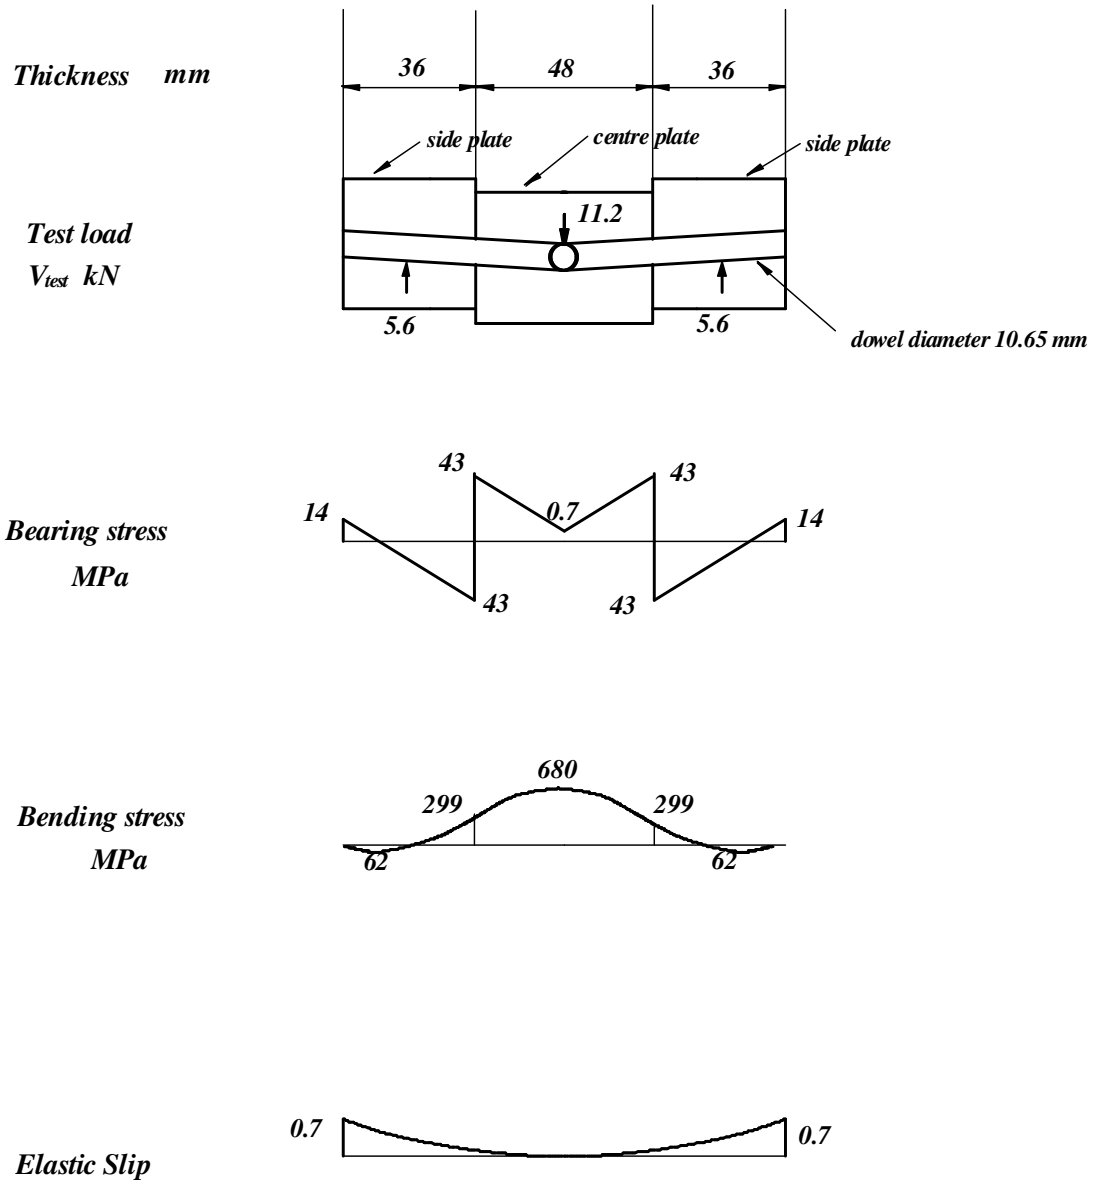 Thickness mm
36 48 36
side plate centre plate side plate
Test load
V_test kN
11.2
5.6 5.6
dowel diameter 10.65 mm
Bearing stress
MPa
43 43
14 0.7 14
43 43
Bending stress
MPa
680
299 299
62 62
Elastic Slip
0.7 0.7